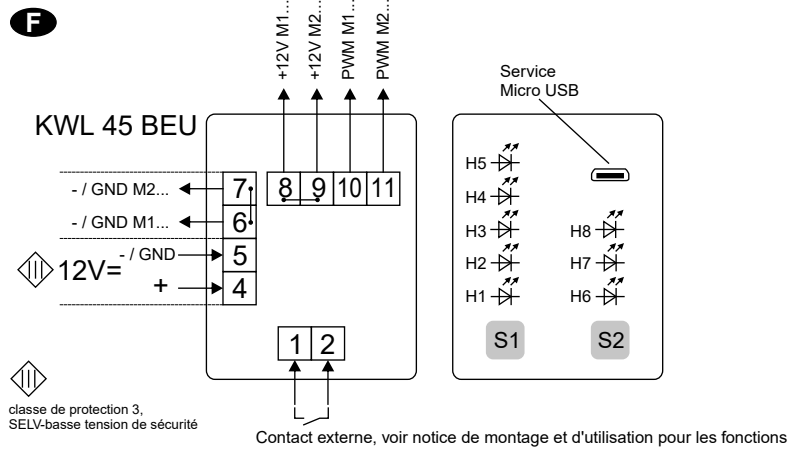 F
+12V M1...
+12V M2...
PWM M1...
PWM M2...
KWL 45 BEU
- / GND M2...
- / GND M1...
- / GND
12V=
+
7
6
5
4
8 9 10 11
1 2
Service
Micro USB
H5
H4
H3
H2
H1
H8
H7
H6
S1
S2
classe de protection 3,
SELV-basse tension de sécurité
Contact externe, voir notice de montage et d'utilisation pour les fonctions